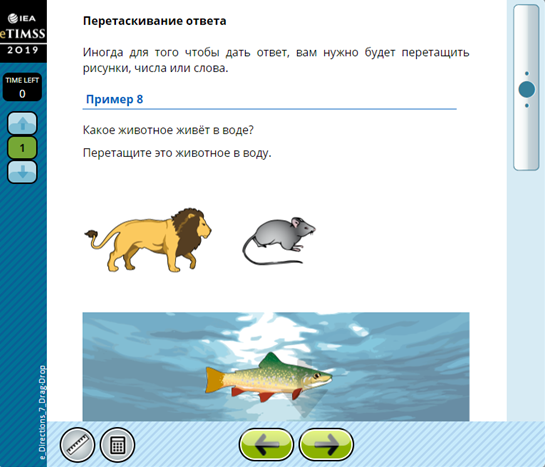 IEA
eTIMSS
2019
TIME LEFT
0
1
e_Directions_7_Drag-Drop
Перетаскивание ответа
Иногда для того чтобы дать ответ, вам нужно будет перетащить
рисунки, числа или слова.
Пример 8
Какое животное живёт в воде?
Перетащите это животное в воду.